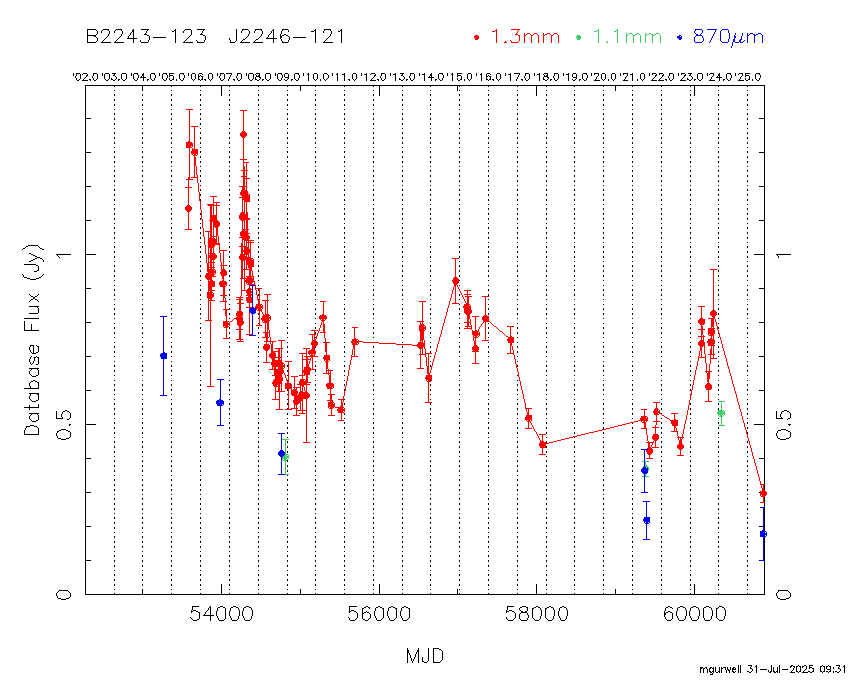 B2243−123 J2246−121 1.3mm 1.1mm 870μm
'02.0 '03.0 '04.0 '05.0 '06.0 '07.0 '08.0 '09.0 '10.0 '11.0 '12.0 '13.0 '14.0 '15.0 '16.0 '17.0 '18.0 '19.0 '20.0 '21.0 '22.0 '23.0 '24.0 '25.0
1 1
Database Flux (Jy)
0.5 0.5
0 0
54000 56000 58000 60000
MJD
mgurwell 31−Jul−2025 09:31